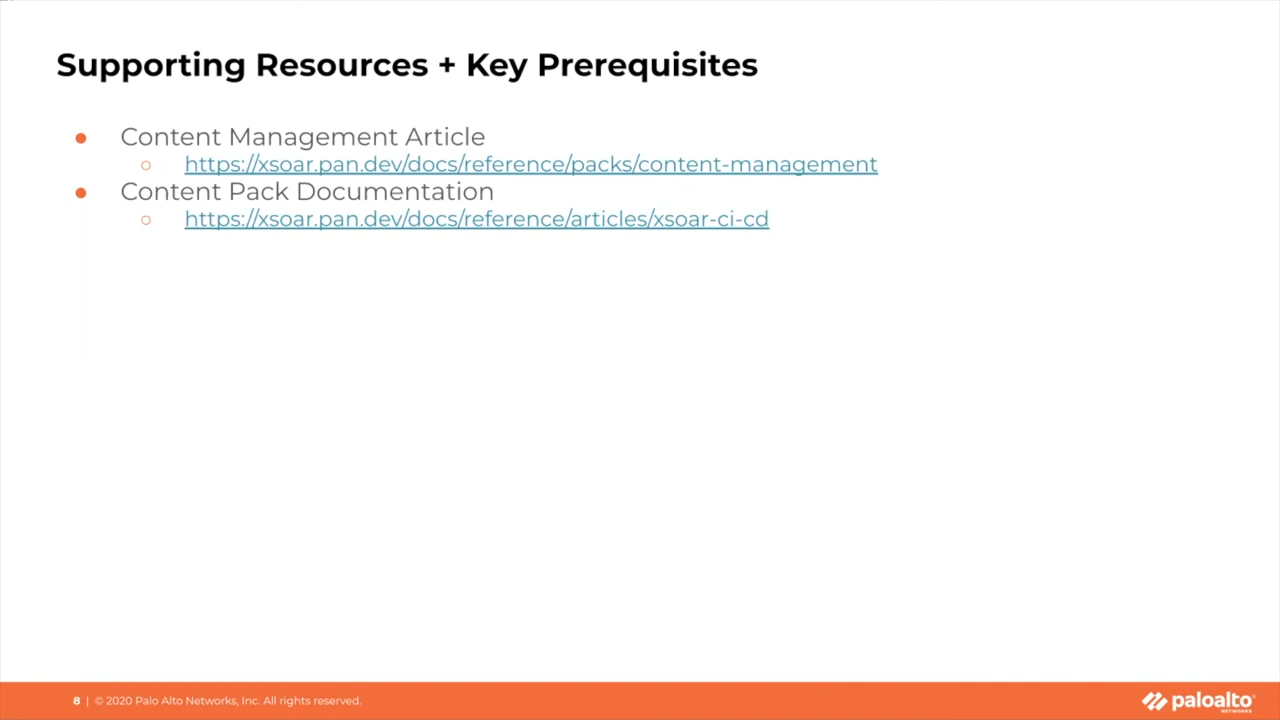 Supporting Resources + Key Prerequisites
● Content Management Article
○ https://xsoar.pan.dev/docs/reference/packs/content-management
● Content Pack Documentation
○ https://xsoar.pan.dev/docs/reference/articles/xsoar-ci-cd
8 | © 2020 Palo Alto Networks, Inc. All rights reserved.
paloalto
NETWORKS